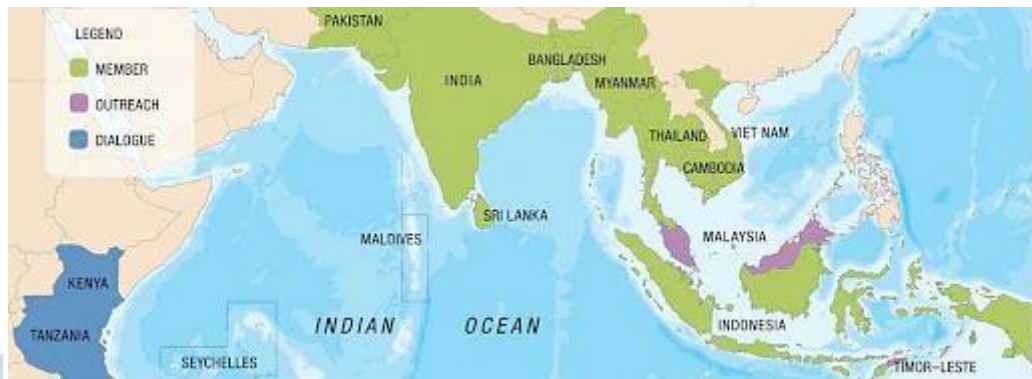 LEGEND
MEMBER
OUTREACH
DIALOGUE
PAKISTAN
INDIA
BANGLADESH
MYANMAR
THAILAND
VIET NAM
CAMBODIA
SRI LANKA
MALDIVES
MALAYSIA
KENYA
TANZANIA
INDIAN OCEAN
SEYCHELLES
INDONESIA
TIMOR-LESTE